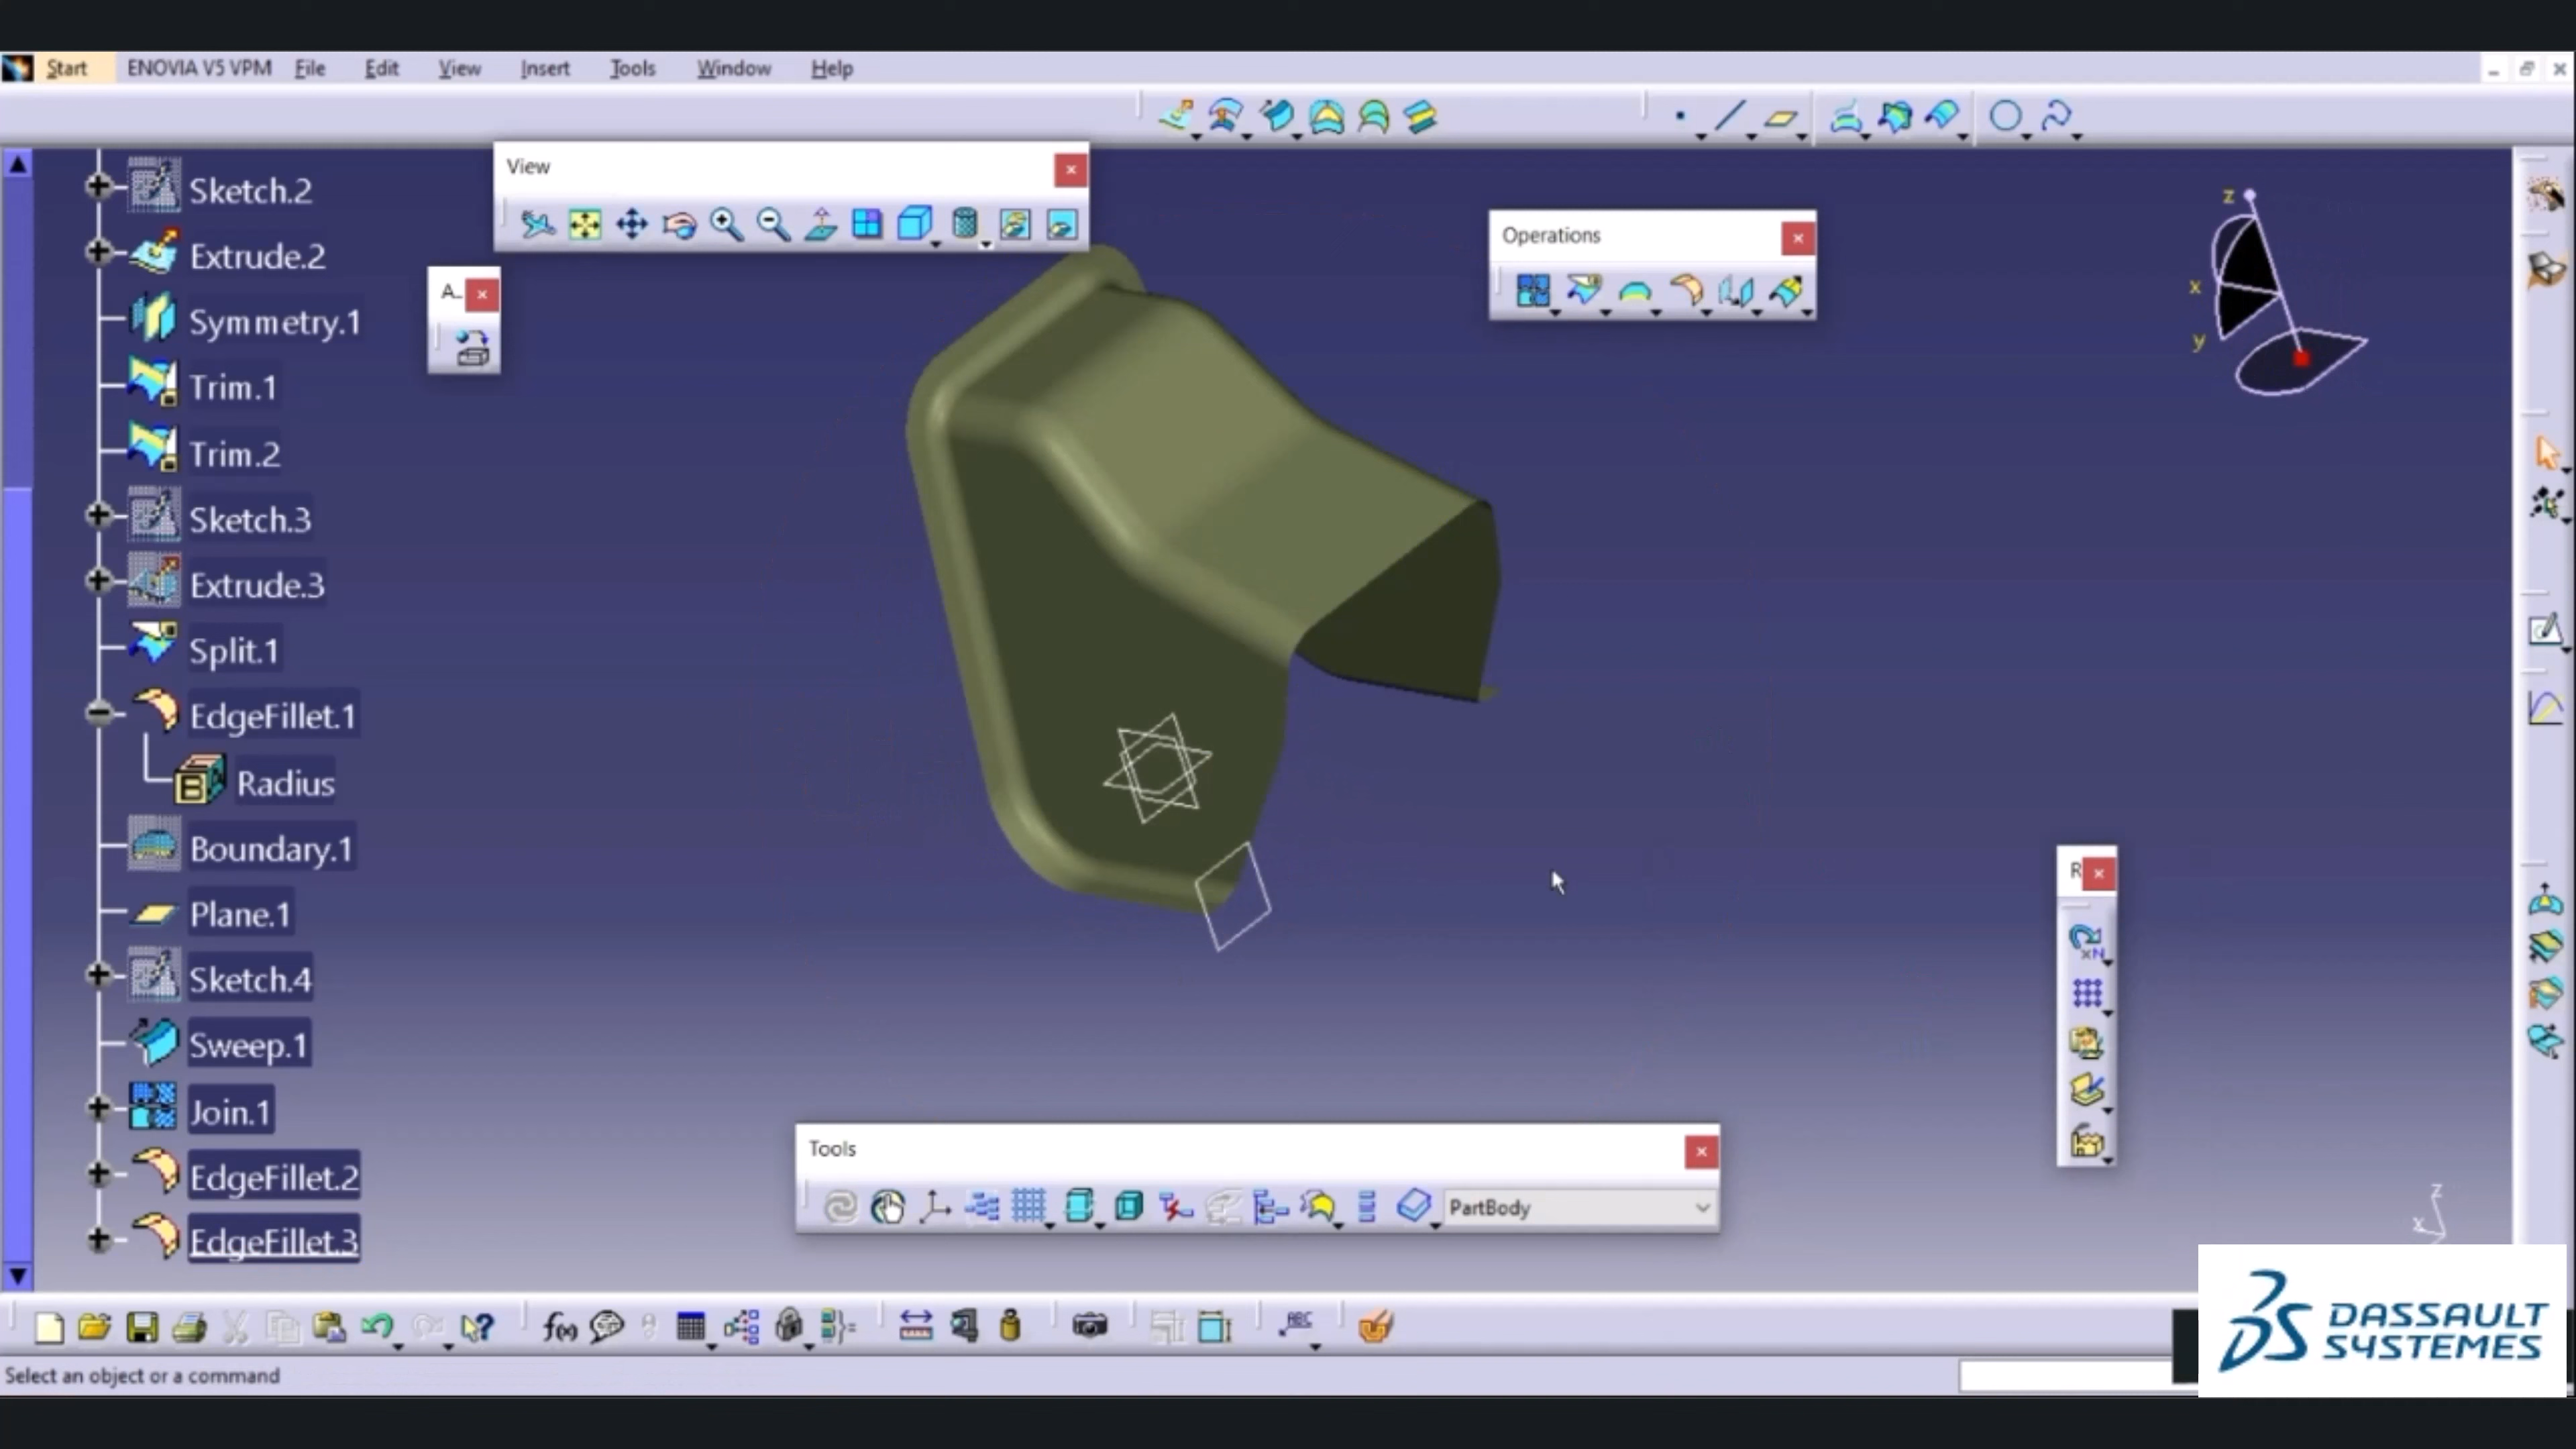 Start ENOVIA V5 VPM File Edit View Insert Tools Window Help
View
Operations
A...
Sketch.2
Extrude.2
Symmetry.1
Trim.1
Trim.2
Sketch.3
Extrude.3
Split.1
EdgeFillet.1
Radius
Boundary.1
Plane.1
Sketch.4
Sweep.1
Join.1
EdgeFillet.2
EdgeFillet.3
z
x
y
R
Tools
PartBody
z
x
f(x)
ABC
Select an object or a command
DASSAULT
SYSTEMES